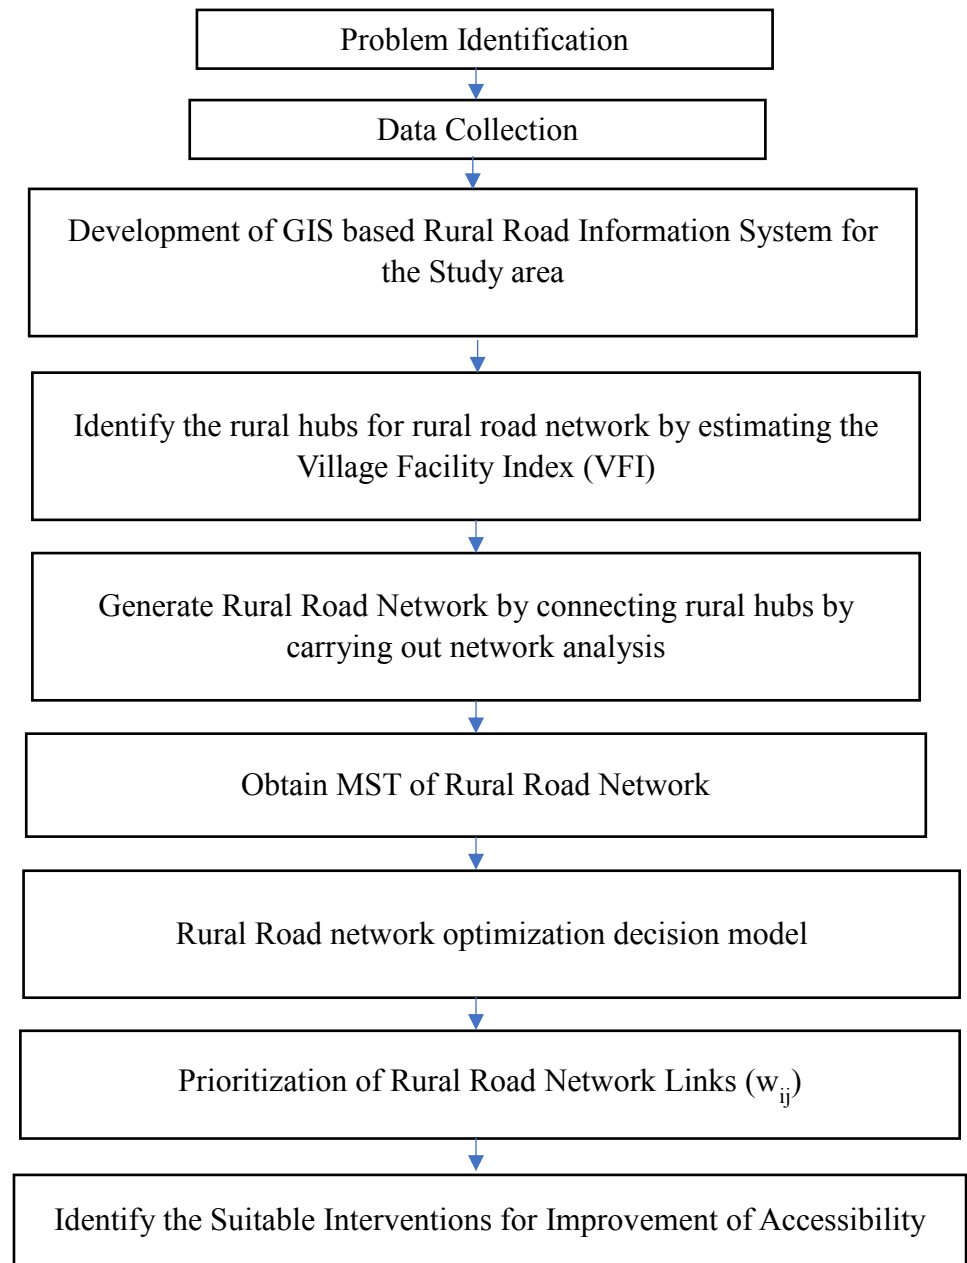 Problem Identification
Data Collection
Development of GIS based Rural Road Information System for
the Study area
Identify the rural hubs for rural road network by estimating the
Village Facility Index (VFI)
Generate Rural Road Network by connecting rural hubs by
carrying out network analysis
Obtain MST of Rural Road Network
Rural Road network optimization decision model
Prioritization of Rural Road Network Links (wij)
Identify the Suitable Interventions for Improvement of Accessibility